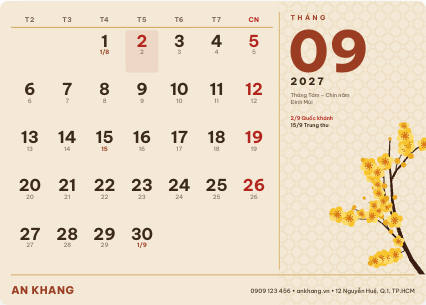 T2 T3 T4 T5 T6 T7 CN
1 2 3 4 5
1/8 2 3 4 5
6 7 8 9 10 11 12
6 7 8 9 10 11 12
13 14 15 16 17 18 19
13 14 15 16 17 18 19
20 21 22 23 24 25 26
20 21 22 23 24 25 26
27 28 29 30
27 28 29 1/9
THÁNG
09
2027
Tháng Tám – Chín năm
Đinh Mùi
2/9 Quốc khánh
15/9 Trung thu
AN KHANG
0909 123 456 • ankhang.vn • 12 Nguyễn Huệ, Q.1, TP.HCM